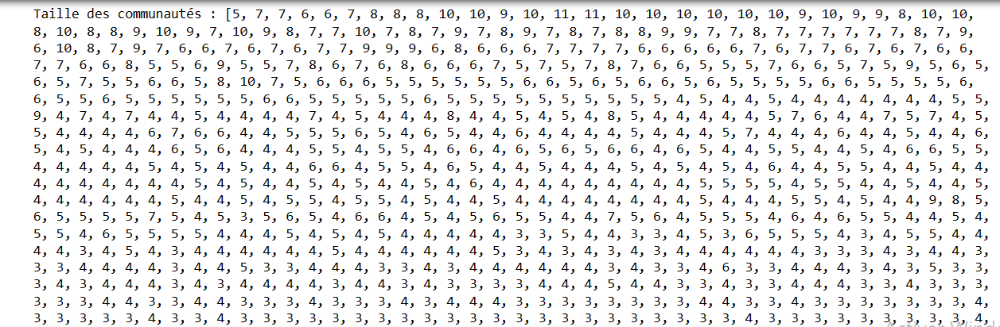 Taille des communautés : [5, 7, 7, 6, 6, 7, 8, 8, 8, 10, 10, 9, 10, 11, 11, 10, 10, 10, 10, 10, 10, 10, 9, 10, 9, 9, 8, 10, 10,
8, 10, 8, 8, 9, 10, 9, 7, 10, 9, 8, 7, 7, 10, 7, 8, 7, 9, 7, 8, 9, 7, 8, 7, 8, 8, 9, 9, 7, 7, 8, 7, 7, 7, 7, 7, 7, 8, 7, 9,
6, 10, 8, 7, 9, 7, 6, 6, 7, 6, 7, 6, 7, 7, 9, 9, 9, 6, 8, 6, 6, 6, 7, 7, 7, 7, 6, 6, 6, 6, 6, 7, 6, 7, 7, 6, 7, 6, 7, 6, 6,
7, 7, 6, 6, 8, 5, 5, 6, 9, 5, 5, 7, 8, 6, 7, 6, 8, 6, 6, 6, 7, 5, 7, 5, 7, 8, 7, 6, 6, 5, 5, 5, 7, 6, 6, 5, 7, 5, 9, 5, 6, 5,
6, 5, 7, 5, 5, 6, 6, 5, 8, 10, 7, 5, 6, 6, 6, 5, 5, 5, 5, 5, 5, 6, 6, 5, 6, 5, 6, 6, 5, 6, 5, 5, 5, 5, 6, 6, 5, 5, 5, 5, 6,
6, 5, 5, 6, 5, 5, 5, 5, 5, 5, 6, 6, 5, 5, 5, 5, 5, 6, 5, 5, 5, 5, 5, 5, 5, 5, 5, 5, 4, 5, 4, 4, 5, 4, 4, 4, 4, 4, 4, 4, 5, 5,
9, 4, 7, 4, 7, 4, 4, 5, 4, 4, 4, 4, 7, 4, 5, 4, 4, 4, 8, 4, 4, 5, 4, 5, 4, 8, 5, 4, 4, 4, 4, 4, 5, 7, 6, 4, 4, 7, 5, 7, 4, 5,
5, 4, 4, 4, 4, 6, 7, 6, 6, 4, 4, 5, 5, 5, 6, 5, 4, 6, 5, 4, 4, 6, 4, 4, 4, 4, 5, 4, 4, 4, 5, 7, 4, 4, 4, 6, 4, 4, 5, 4, 4, 6,
5, 4, 5, 4, 4, 4, 6, 5, 6, 4, 4, 4, 5, 5, 4, 5, 5, 4, 6, 6, 4, 6, 5, 6, 5, 6, 6, 4, 6, 5, 4, 4, 5, 5, 4, 4, 5, 4, 6, 6, 5, 5,
4, 4, 4, 4, 4, 5, 4, 5, 4, 5, 4, 4, 6, 6, 4, 5, 5, 4, 6, 5, 4, 4, 5, 4, 4, 4, 5, 4, 5, 4, 5, 4, 6, 4, 4, 5, 5, 4, 4, 5, 4, 4,
4, 4, 4, 4, 4, 4, 4, 5, 4, 5, 4, 4, 5, 4, 5, 4, 4, 5, 4, 6, 4, 4, 4, 4, 4, 4, 4, 4, 4, 5, 5, 5, 5, 4, 5, 5, 4, 4, 5, 4, 4, 5,
4, 4, 4, 4, 4, 4, 5, 4, 4, 5, 4, 5, 5, 4, 5, 5, 4, 5, 4, 4, 5, 4, 4, 4, 4, 4, 4, 4, 4, 5, 4, 4, 4, 5, 5, 4, 4, 4, 4, 9, 8, 5,
6, 5, 5, 5, 5, 7, 5, 4, 5, 3, 5, 6, 5, 4, 6, 6, 4, 5, 4, 5, 6, 5, 5, 4, 4, 7, 5, 6, 4, 5, 5, 5, 4, 6, 4, 6, 5, 5, 4, 4, 5, 4,
5, 5, 4, 6, 5, 5, 5, 5, 4, 4, 4, 5, 4, 5, 4, 5, 4, 4, 4, 4, 4, 3, 3, 5, 4, 4, 3, 3, 4, 5, 3, 6, 5, 5, 5, 4, 3, 4, 5, 5, 4, 4,
4, 4, 3, 4, 5, 4, 3, 4, 4, 4, 4, 4, 4, 5, 4, 4, 4, 4, 4, 4, 5, 3, 4, 3, 4, 3, 4, 3, 4, 4, 4, 4, 4, 3, 3, 3, 4, 3, 4, 4, 3,
3, 3, 4, 4, 4, 4, 3, 4, 4, 5, 3, 3, 4, 4, 4, 3, 3, 4, 3, 4, 4, 4, 4, 4, 4, 3, 4, 3, 3, 4, 6, 3, 3, 4, 4, 4, 3, 4, 3, 5, 3, 3,
3, 4, 3, 4, 4, 4, 3, 4, 3, 4, 4, 4, 4, 3, 4, 4, 3, 4, 3, 3, 3, 3, 4, 4, 4, 5, 4, 4, 3, 3, 4, 3, 3, 4, 4, 4, 3, 3, 4, 3, 3, 3,
3, 3, 3, 4, 4, 3, 3, 4, 4, 3, 3, 3, 4, 3, 3, 3, 4, 3, 4, 4, 4, 3, 3, 3, 3, 3, 3, 3, 3, 4, 4, 3, 3, 4, 3, 3, 3, 3, 3, 3, 3, 4,
3, 3, 3, 3, 3, 4, 3, 3, 4, 3, 3, 3, 3, 3, 3, 3, 3, 3, 3, 3, 3, 3, 3, 3, 3, 3, 3, 3, 3, 3, 3, 4, 3, 3, 3, 3, 3, 3, 3, 3, 3, 4,